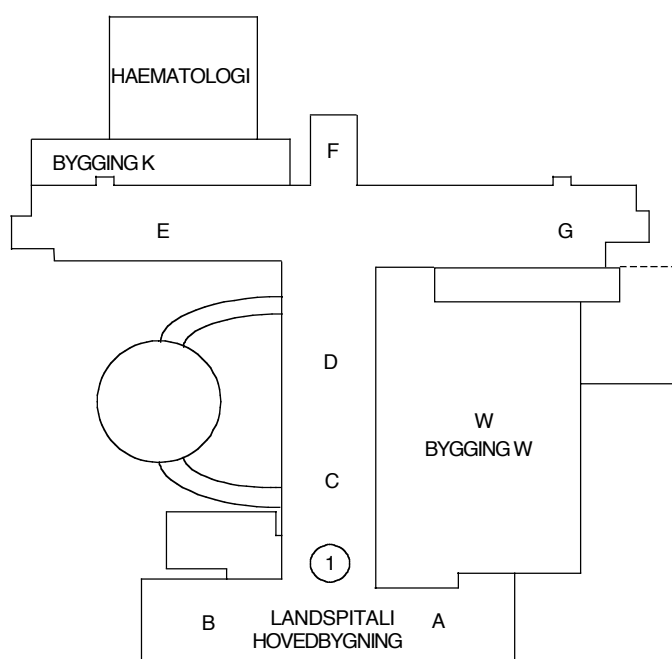 HAEMATOLOGI
F
BYGGING K
E
G
D
W
BYGGING W
C
1
B
LANDSPITALI
HOVEDBYGNING
A